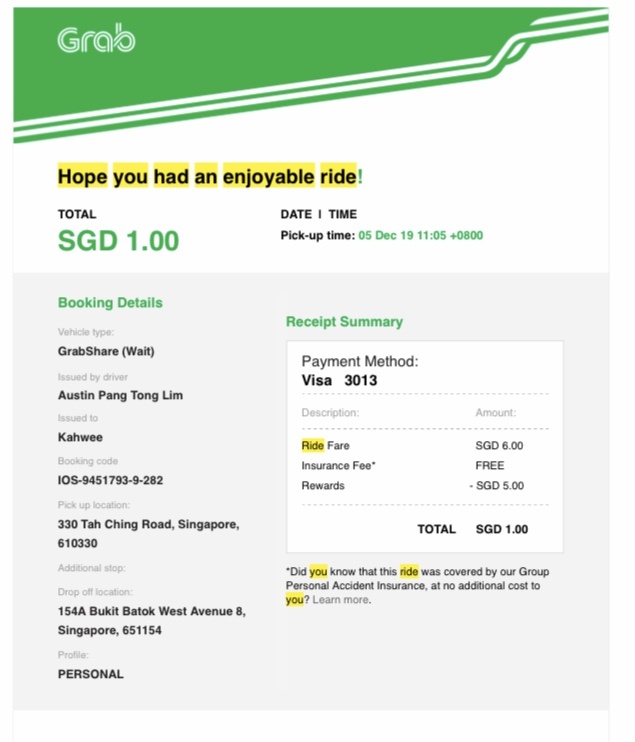 Grab
Hope you had an enjoyable ride!
TOTAL
SGD 1.00
DATE | TIME
Pick-up time: 05 Dec 19 11:05 +0800
Booking Details
Vehicle type:
GrabShare (Wait)
Issued by driver
Austin Pang Tong Lim
Issued to
Kahwee
Booking code
IOS-9451793-9-282
Pick up location:
330 Tah Ching Road, Singapore,
610330
Additional stop:
Drop off location:
154A Bukit Batok West Avenue 8,
Singapore, 651154
Profile:
PERSONAL
Receipt Summary
Payment Method:
Visa 3013
Description: Amount:
Ride Fare SGD 6.00
Insurance Fee* FREE
Rewards - SGD 5.00
TOTAL SGD 1.00
*Did you know that this ride was covered by our Group
Personal Accident Insurance, at no additional cost to
you? Learn more.